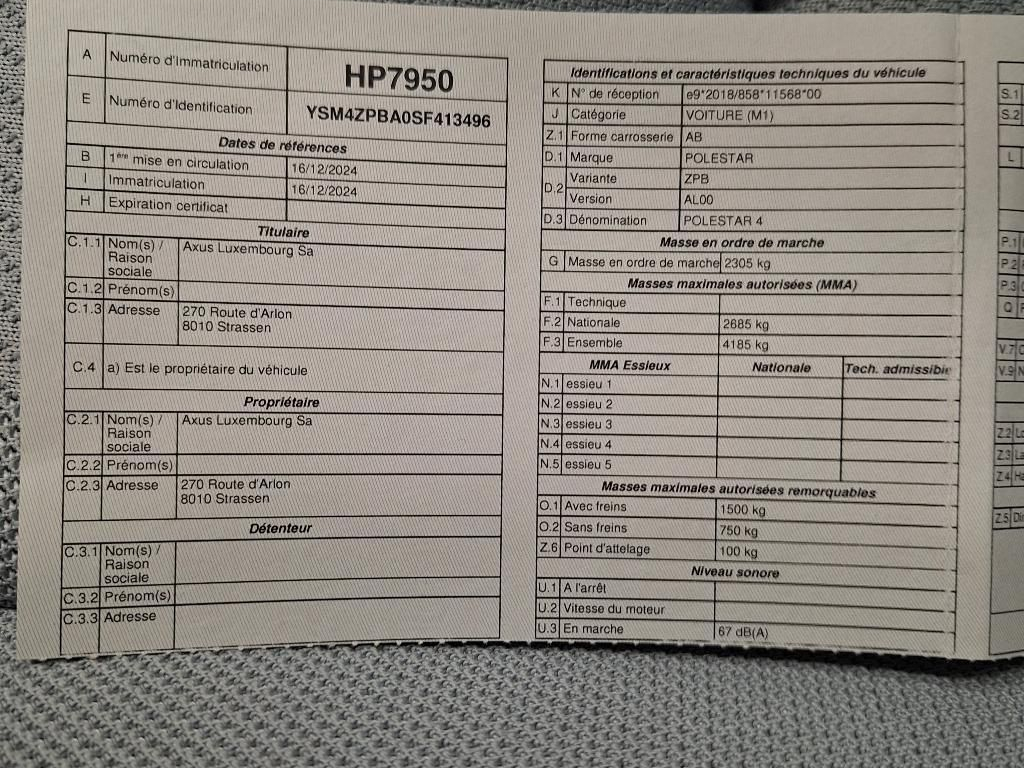 A Numéro d'Immatriculation HP7950
E Numéro d'Identification YSM4ZPBA0SF413496
Dates de références
B 1ère mise en circulation 16/12/2024
I Immatriculation 16/12/2024
H Expiration certificat
Titulaire
C.1.1 Nom(s) / Axus Luxembourg Sa
Raison
sociale
C.1.2 Prénom(s)
C.1.3 Adresse 270 Route d'Arlon
8010 Strassen
C.4 a) Est le propriétaire du véhicule
Propriétaire
C.2.1 Nom(s) / Axus Luxembourg Sa
Raison
sociale
C.2.2 Prénom(s)
C.2.3 Adresse 270 Route d'Arlon
8010 Strassen
Détenteur
C.3.1 Nom(s) /
Raison
sociale
C.3.2 Prénom(s)
C.3.3 Adresse
Identifications et caractéristiques techniques du véhicule
K N° de réception e9*2018/858*11568*00
J Catégorie VOITURE (M1)
Z.1 Forme carrosserie AB
D.1 Marque POLESTAR
D.2 Variante ZPB
Version AL00
D.3 Dénomination POLESTAR 4
Masse en ordre de marche
G Masse en ordre de marche 2305 kg
Masses maximales autorisées (MMA)
F.1 Technique
F.2 Nationale 2685 kg
F.3 Ensemble 4185 kg
MMA Essieux Nationale Tech. admissible
N.1 essieu 1
N.2 essieu 2
N.3 essieu 3
N.4 essieu 4
N.5 essieu 5
Masses maximales autorisées remorquables
O.1 Avec freins 1500 kg
O.2 Sans freins 750 kg
Z.6 Point d'attelage 100 kg
Niveau sonore
U.1 A l'arrêt
U.2 Vitesse du moteur
U.3 En marche 67 dB(A)
S.1
S.2
L
P.1
P.2
P.3
Q
V.7
V.9
Z.2
Z.3
Z.4
Z.5